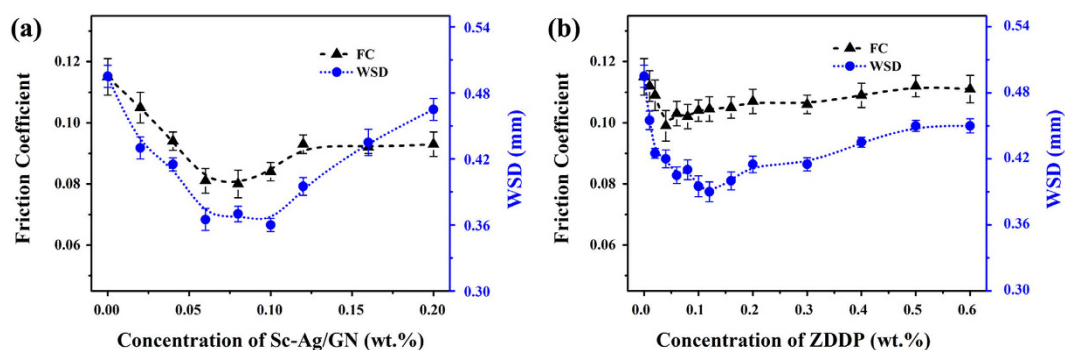 (a)
FC
WSD
0.12
0.10
0.08
0.06
Friction Coefficient
0.54
0.48
0.42
0.36
0.30
WSD (mm)
0.00 0.05 0.10 0.15 0.20
Concentration of Sc-Ag/GN (wt.%)
(b)
FC
WSD
0.12
0.10
0.08
0.06
Friction Coefficient
0.54
0.48
0.42
0.36
0.30
WSD (mm)
0.0 0.1 0.2 0.3 0.4 0.5 0.6
Concentration of ZDDP (wt.%)